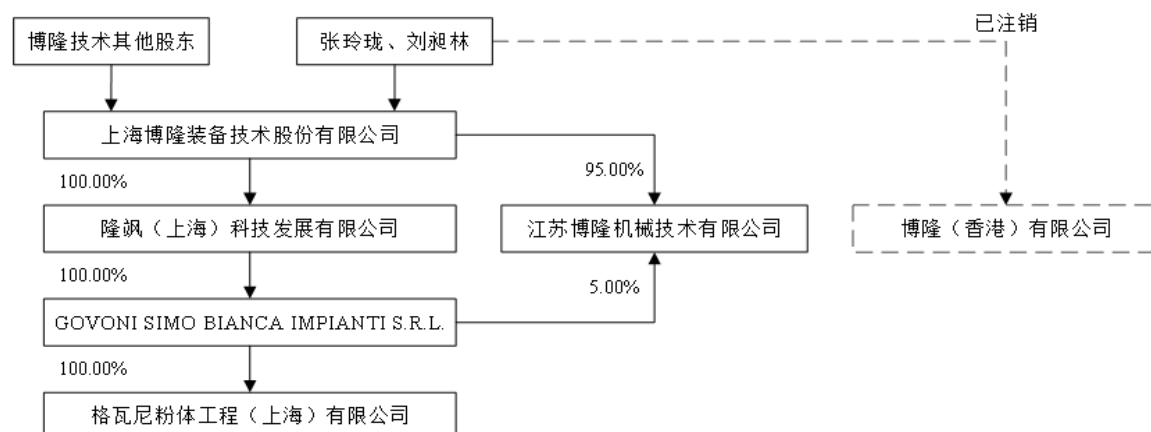 已注销
博隆技术其他股东
张玲珑、刘昶林
上海博隆装备技术股份有限公司
100.00%
95.00%
隆飒（上海）科技发展有限公司
江苏博隆机械技术有限公司
博隆（香港）有限公司
100.00%
5.00%
GOVONI SIMO BIANCA IMPIANTI S.R.L.
100.00%
格瓦尼粉体工程（上海）有限公司